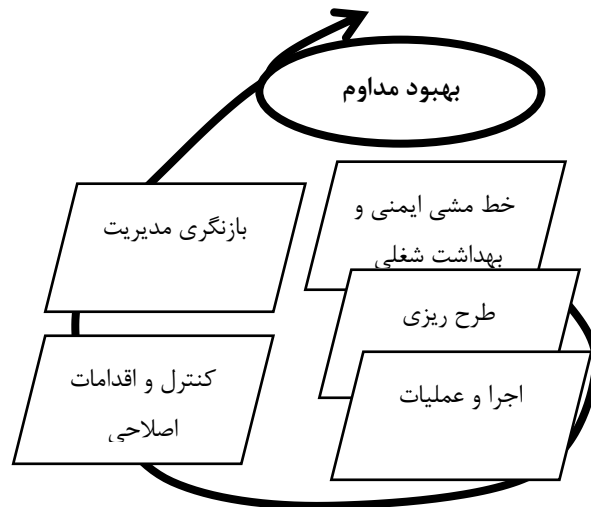 بهبود مداوم
خط مشی ایمنی و
بهداشت شغلی
طرح ریزی
اجرا و عملیات
کنترل و اقدامات
اصلاحی
بازنگری مدیریت